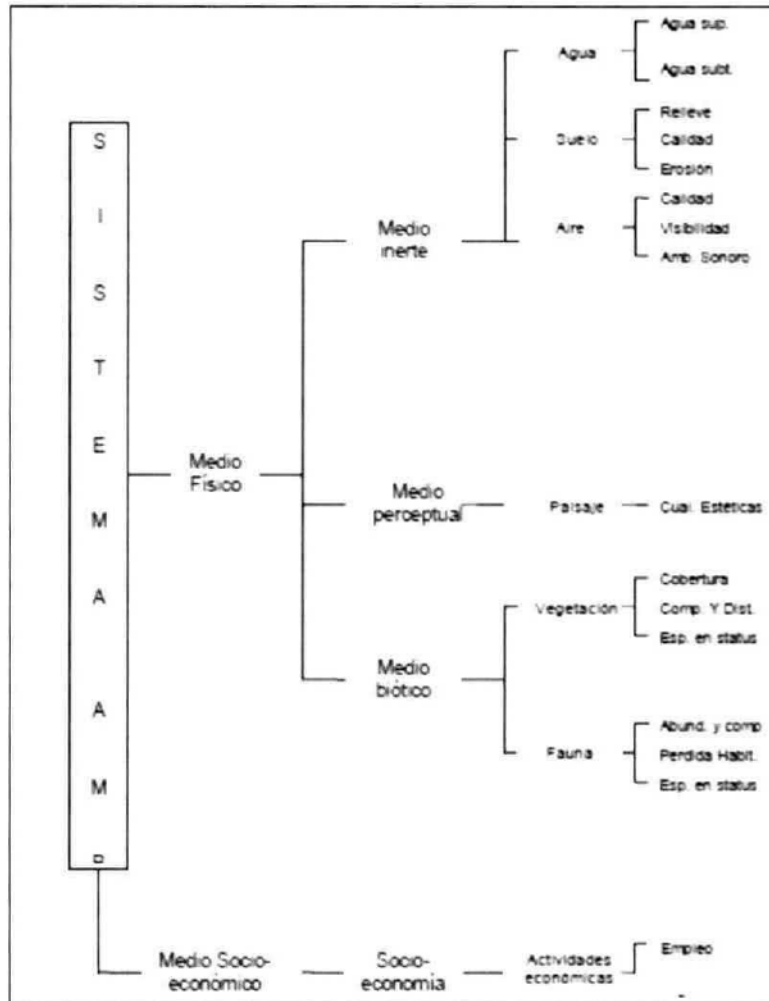 S
I
S
T
E
M
A
A
M
Medio
Físico
Medio
inerte
Agua
Agua sup.
Agua subt.
Suelo
Relieve
Calidad
Erosión
Aire
Calidad
Visibilidad
Amb. Sonoro
Medio
perceptual
Paisaje
Cual. Estéticas
Medio
biótico
Vegetación
Cobertura
Comp. Y Dist.
Esp. en status
Fauna
Abund. y comp
Perdida Habit.
Esp. en status
Medio Socio-
económico
Socio-
economía
Actividades
económicas
Empleo